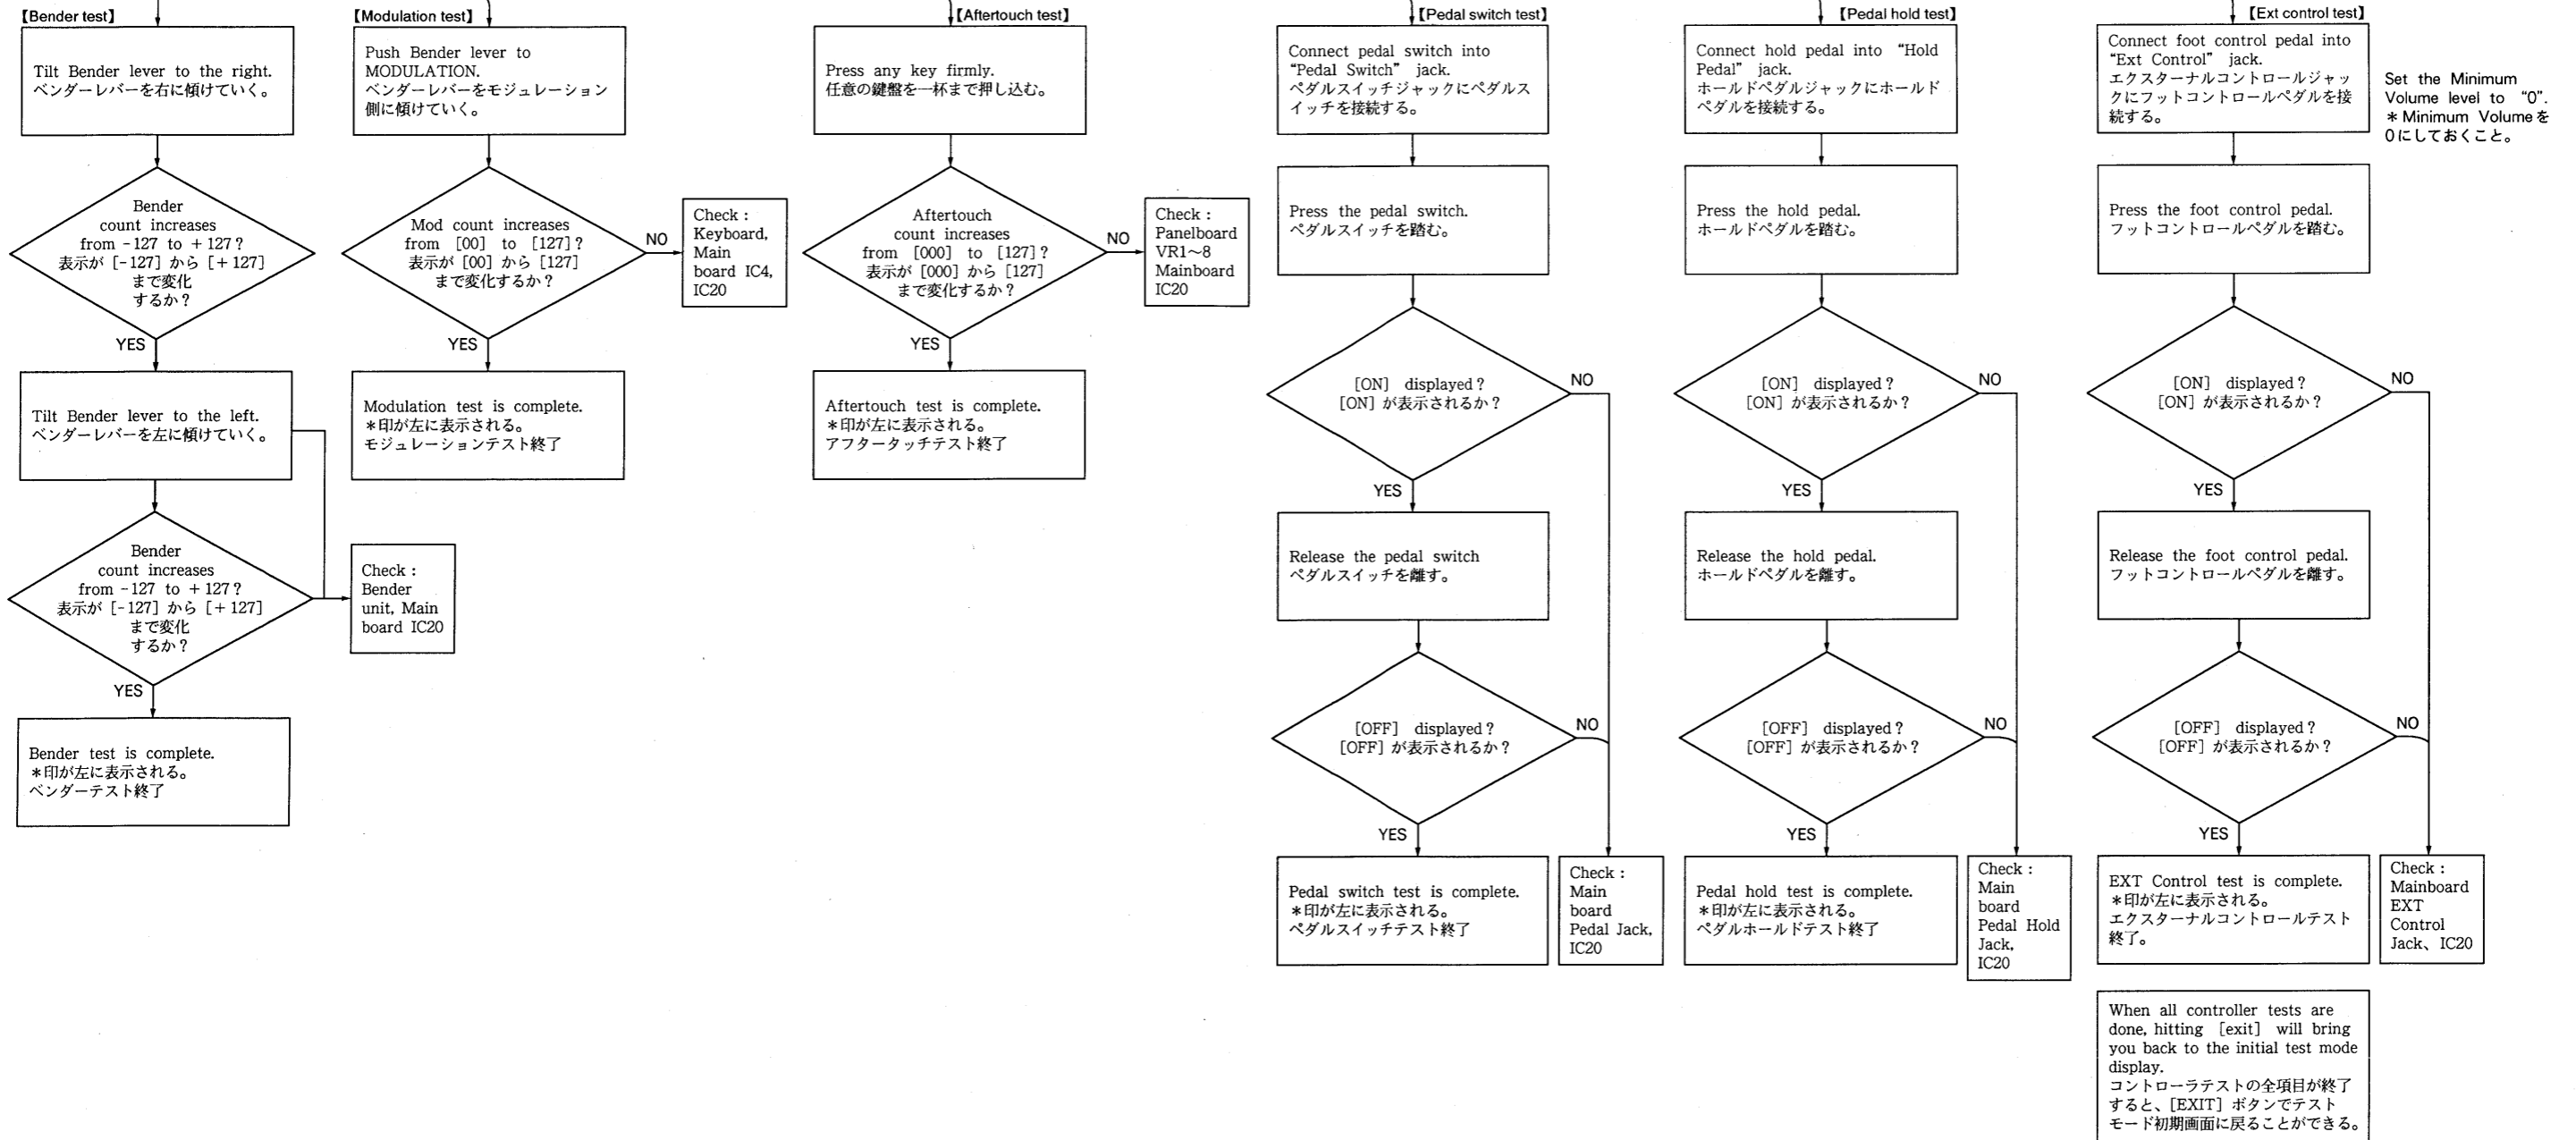 【Bender test】
Tilt Bender lever to the right.
ベンダーレバーを右に傾けていく。
Bender
count increases
from -127 to +127?
表示が [-127] から [+127]
まで変化
するか?
YES
Tilt Bender lever to the left.
ベンダーレバーを左に傾けていく。
Bender
count increases
from -127 to +127?
表示が [-127] から [+127]
まで変化
するか?
Check :
Bender
unit, Main
board IC20
YES
Bender test is complete.
*印が左に表示される。
ベンダーテスト終了
【Modulation test】
Push Bender lever to
MODULATION.
ベンダーレバーをモジュレーション
側に傾けていく。
Mod count increases
from [00] to [127]?
表示が [00] から [127]
まで変化するか?
NO
Check :
Keyboard,
Main
board IC4,
IC20
YES
Modulation test is complete.
*印が左に表示される。
モジュレーションテスト終了
【Aftertouch test】
Press any key firmly.
任意の鍵盤を一杯まで押し込む。
Aftertouch
count increases
from [000] to [127]?
表示が [000] から [127]
まで変化するか?
NO
Check :
Panelboard
VR1~8
Mainboard
IC20
YES
Aftertouch test is complete.
*印が左に表示される。
アフタータッチテスト終了
【Pedal switch test】
Connect pedal switch into
“Pedal Switch” jack.
ペダルスイッチジャックにペダルス
イッチを接続する。
Press the pedal switch.
ペダルスイッチを踏む。
[ON] displayed?
[ON] が表示されるか?
NO
YES
Release the pedal switch
ペダルスイッチを離す。
[OFF] displayed?
[OFF] が表示されるか?
NO
YES
Pedal switch test is complete.
*印が左に表示される。
ペダルスイッチテスト終了
Check :
Main
board
Pedal Jack,
IC20
【Pedal hold test】
Connect hold pedal into “Hold
Pedal” jack.
ホールドペダルジャックにホールド
ペダルを接続する。
Press the hold pedal.
ホールドペダルを踏む。
[ON] displayed?
[ON] が表示されるか?
NO
YES
Release the hold pedal.
ホールドペダルを離す。
[OFF] displayed?
[OFF] が表示されるか?
NO
YES
Pedal hold test is complete.
*印が左に表示される。
ペダルホールドテスト終了
Check :
Main
board
Pedal Hold
Jack,
IC20
【Ext control test】
Connect foot control pedal into
“Ext Control” jack.
エクスターナルコントロールジャッ
クにフットコントロールペダルを接
続する。
Set the Minimum
Volume level to “0”.
* Minimum Volumeを
0にしておくこと。
Press the foot control pedal.
フットコントロールペダルを踏む。
[ON] displayed?
[ON] が表示されるか?
NO
YES
Release the foot control pedal.
フットコントロールペダルを離す。
[OFF] displayed?
[OFF] が表示されるか?
NO
YES
EXT Control test is complete.
*印が左に表示される。
エクスターナルコントロールテスト
終了。
Check :
Mainboard
EXT
Control
Jack、IC20
When all controller tests are
done, hitting [exit] will bring
you back to the initial test mode
display.
コントローラテストの全項目が終了
すると、[EXIT] ボタンでテスト
モード初期画面に戻ることができる。